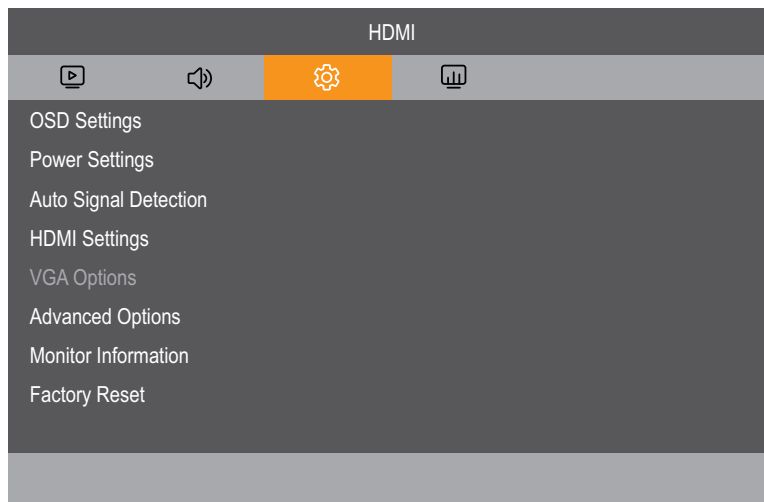 HDMI
OSD Settings
Power Settings
Auto Signal Detection
HDMI Settings
VGA Options
Advanced Options
Monitor Information
Factory Reset